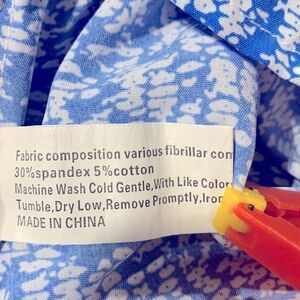 Fabric composition various fibrillar com
30%spandex 5%cotton
Machine Wash Cold Gentle,With Like Color
Tumble,Dry Low,Remove Promptly,Iron
MADE IN CHINA